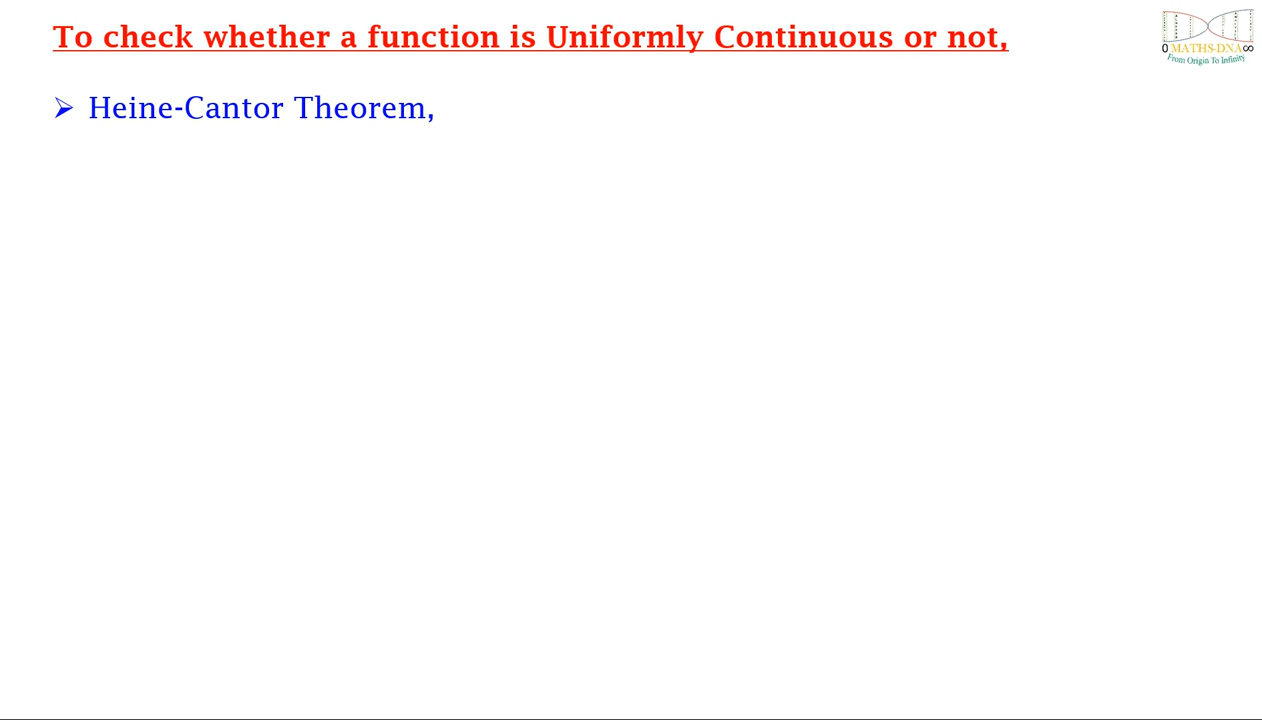 To check whether a function is Uniformly Continuous or not,
0 MATHS-DNA ∞
From Origin To Infinity
➢ Heine-Cantor Theorem,